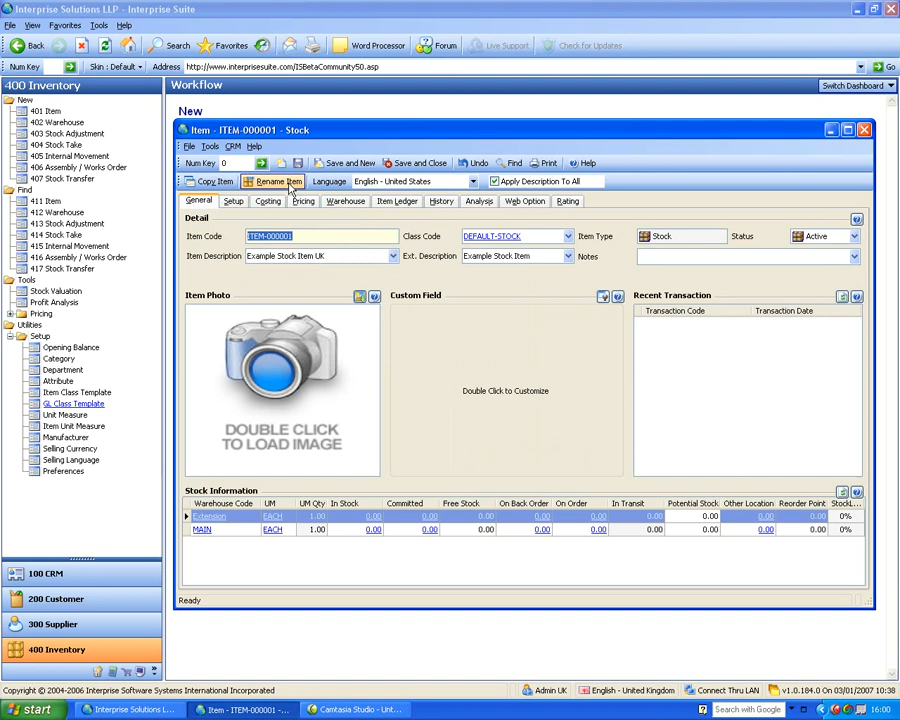 Interprise Solutions LLP - Interprise Suite
File View Favorites Tools Help
Back Search Favorites Word Processor Forum Live Support Check for Updates
Num Key Skin : Default Address http://www.interprisesuite.com/ISBetaCommunity50.asp Go
400 Inventory
Workflow
Switch Dashboard
New
401 Item
402 Warehouse
403 Stock Adjustment
404 Stock Take
405 Internal Movement
406 Assembly / Works Order
407 Stock Transfer
Find
411 Item
412 Warehouse
413 Stock Adjustment
414 Stock Take
415 Internal Movement
416 Assembly / Works Order
417 Stock Transfer
Tools
Stock Valuation
Profit Analysis
Pricing
Utilities
Setup
Opening Balance
Category
Department
Attribute
Item Class Template
GL Class Template
Unit Measure
Item Unit Measure
Manufacturer
Selling Currency
Selling Language
Preferences
100 CRM
200 Customer
300 Supplier
400 Inventory
New
Item - ITEM-000001 - Stock
File Tools CRM Help
Num Key 0 Save and New Save and Close Undo Find Print Help
Copy Item Rename Item Language English - United States Apply Description To All
General Setup Costing Pricing Warehouse Item Ledger History Analysis Web Option Rating
Detail
Item Code ITEM-000001 Class Code DEFAULT-STOCK Item Type Stock Status Active
Item Description Example Stock Item UK Ext. Description Example Stock Item Notes
Item Photo Custom Field Recent Transaction
Transaction Code Transaction Date
Double Click to Customize
DOUBLE CLICK
TO LOAD IMAGE
Stock Information
Warehouse Code UM UM Qty In Stock Committed Free Stock On Back Order On Order In Transit Potential Stock Other Location Reorder Point StockL...
Extension EACH 1.00 0.00 0.00 0.00 0.00 0.00 0.00 0.00 0.00 0.00 0%
MAIN EACH 1.00 0.00 0.00 0.00 0.00 0.00 0.00 0.00 0.00 0.00 0%
Ready
Copyright © 2004-2006 Interprise Software Systems International Incorporated Admin UK English - United Kingdom Connect Thru LAN v1.0.184.0 On 03/01/2007 10:38
start Interprise Solutions L... Item - ITEM-000001 -... Camtasia Studio - Unt... Search with Google 16:00